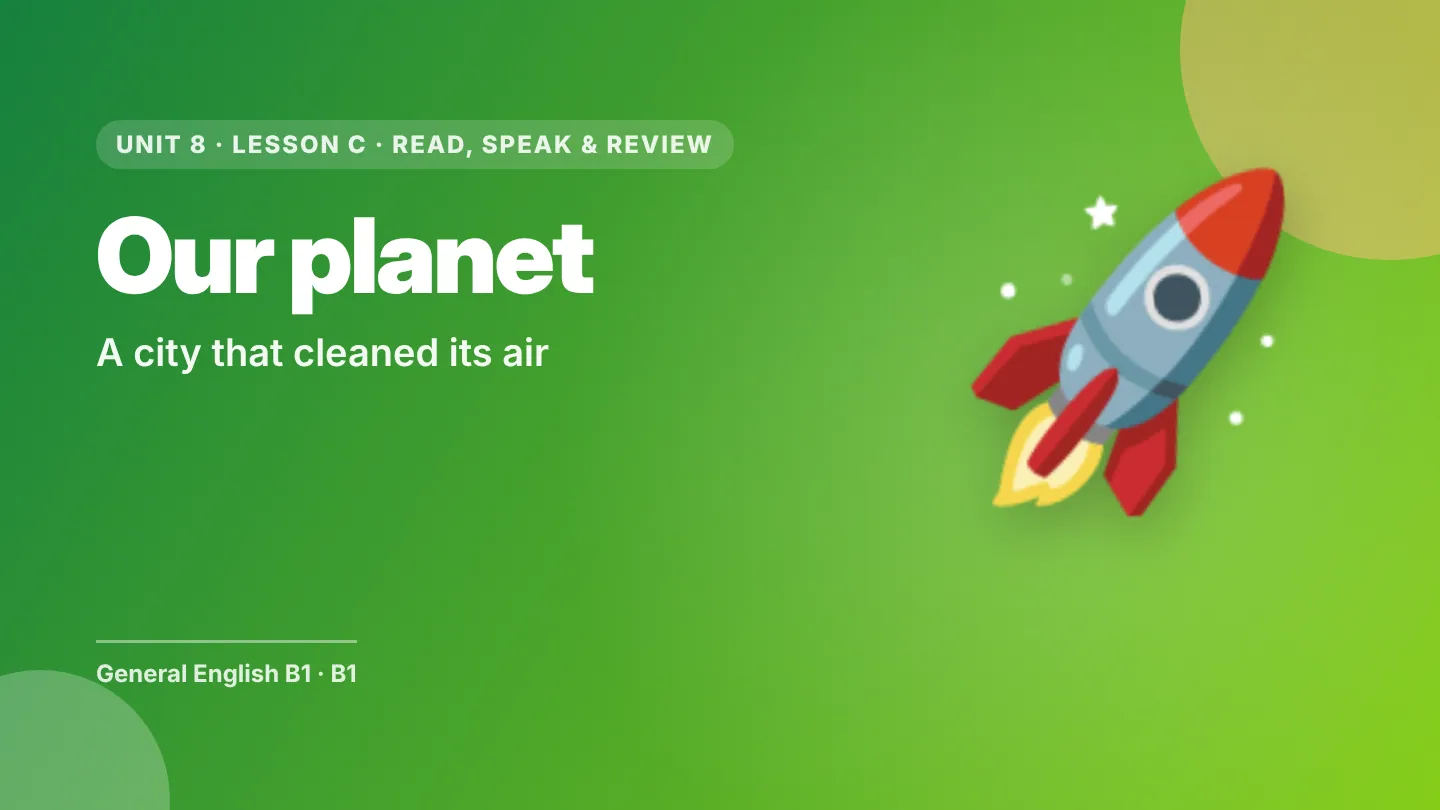 UNIT 8 · LESSON C · READ, SPEAK & REVIEW
Our planet
A city that cleaned its air
General English B1 · B1